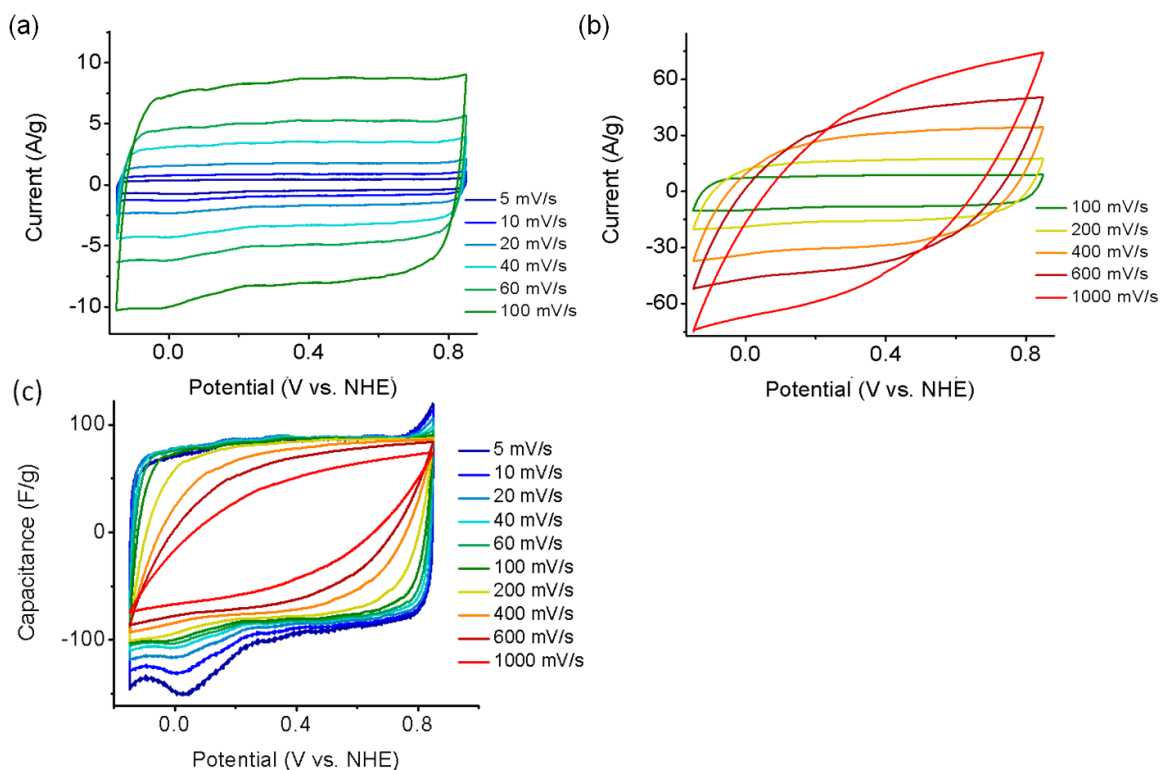 (a)
Current (A/g)
10
5
0
-5
-10
0.0
0.4
0.8
Potential (V vs. NHE)
5 mV/s
10 mV/s
20 mV/s
40 mV/s
60 mV/s
100 mV/s
(b)
Current (A/g)
60
30
0
-30
-60
0.0
0.4
0.8
Potential (V vs. NHE)
100 mV/s
200 mV/s
400 mV/s
600 mV/s
1000 mV/s
(c)
Capacitance (F/g)
100
0
-100
0.0
0.4
0.8
Potential (V vs. NHE)
5 mV/s
10 mV/s
20 mV/s
40 mV/s
60 mV/s
100 mV/s
200 mV/s
400 mV/s
600 mV/s
1000 mV/s